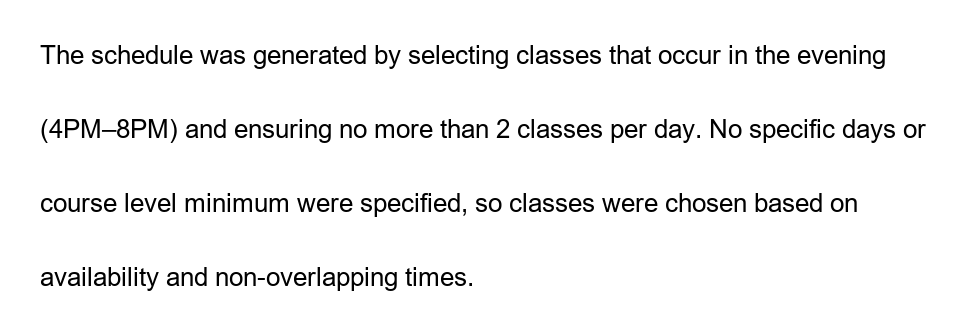 The schedule was generated by selecting classes that occur in the evening
(4PM–8PM) and ensuring no more than 2 classes per day. No specific days or
course level minimum were specified, so classes were chosen based on
availability and non-overlapping times.